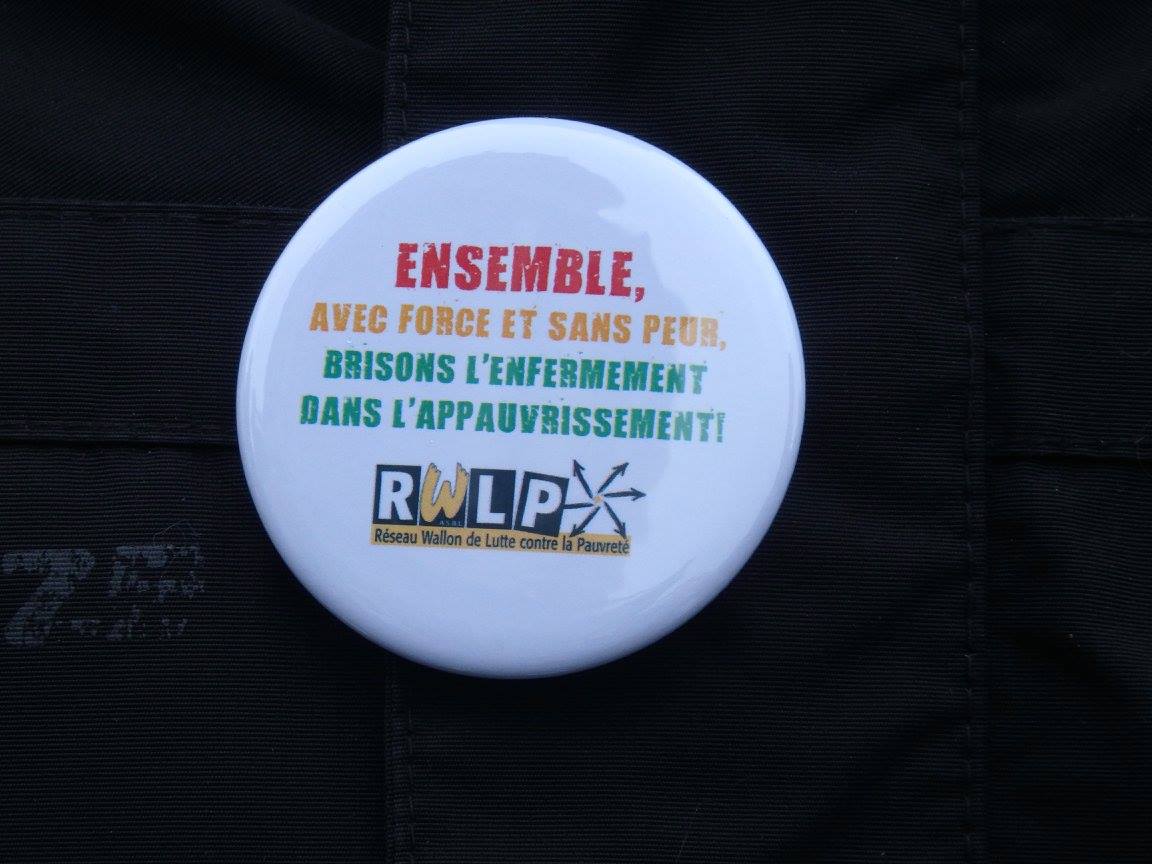 ENSEMBLE,
AVEC FORCE ET SANS PEUR,
BRISONS L'ENFERMEMENT
DANS L'APPAUVRISSEMENT!
RWLP
A.S.B.L.
Réseau Wallon de Lutte contre la Pauvreté